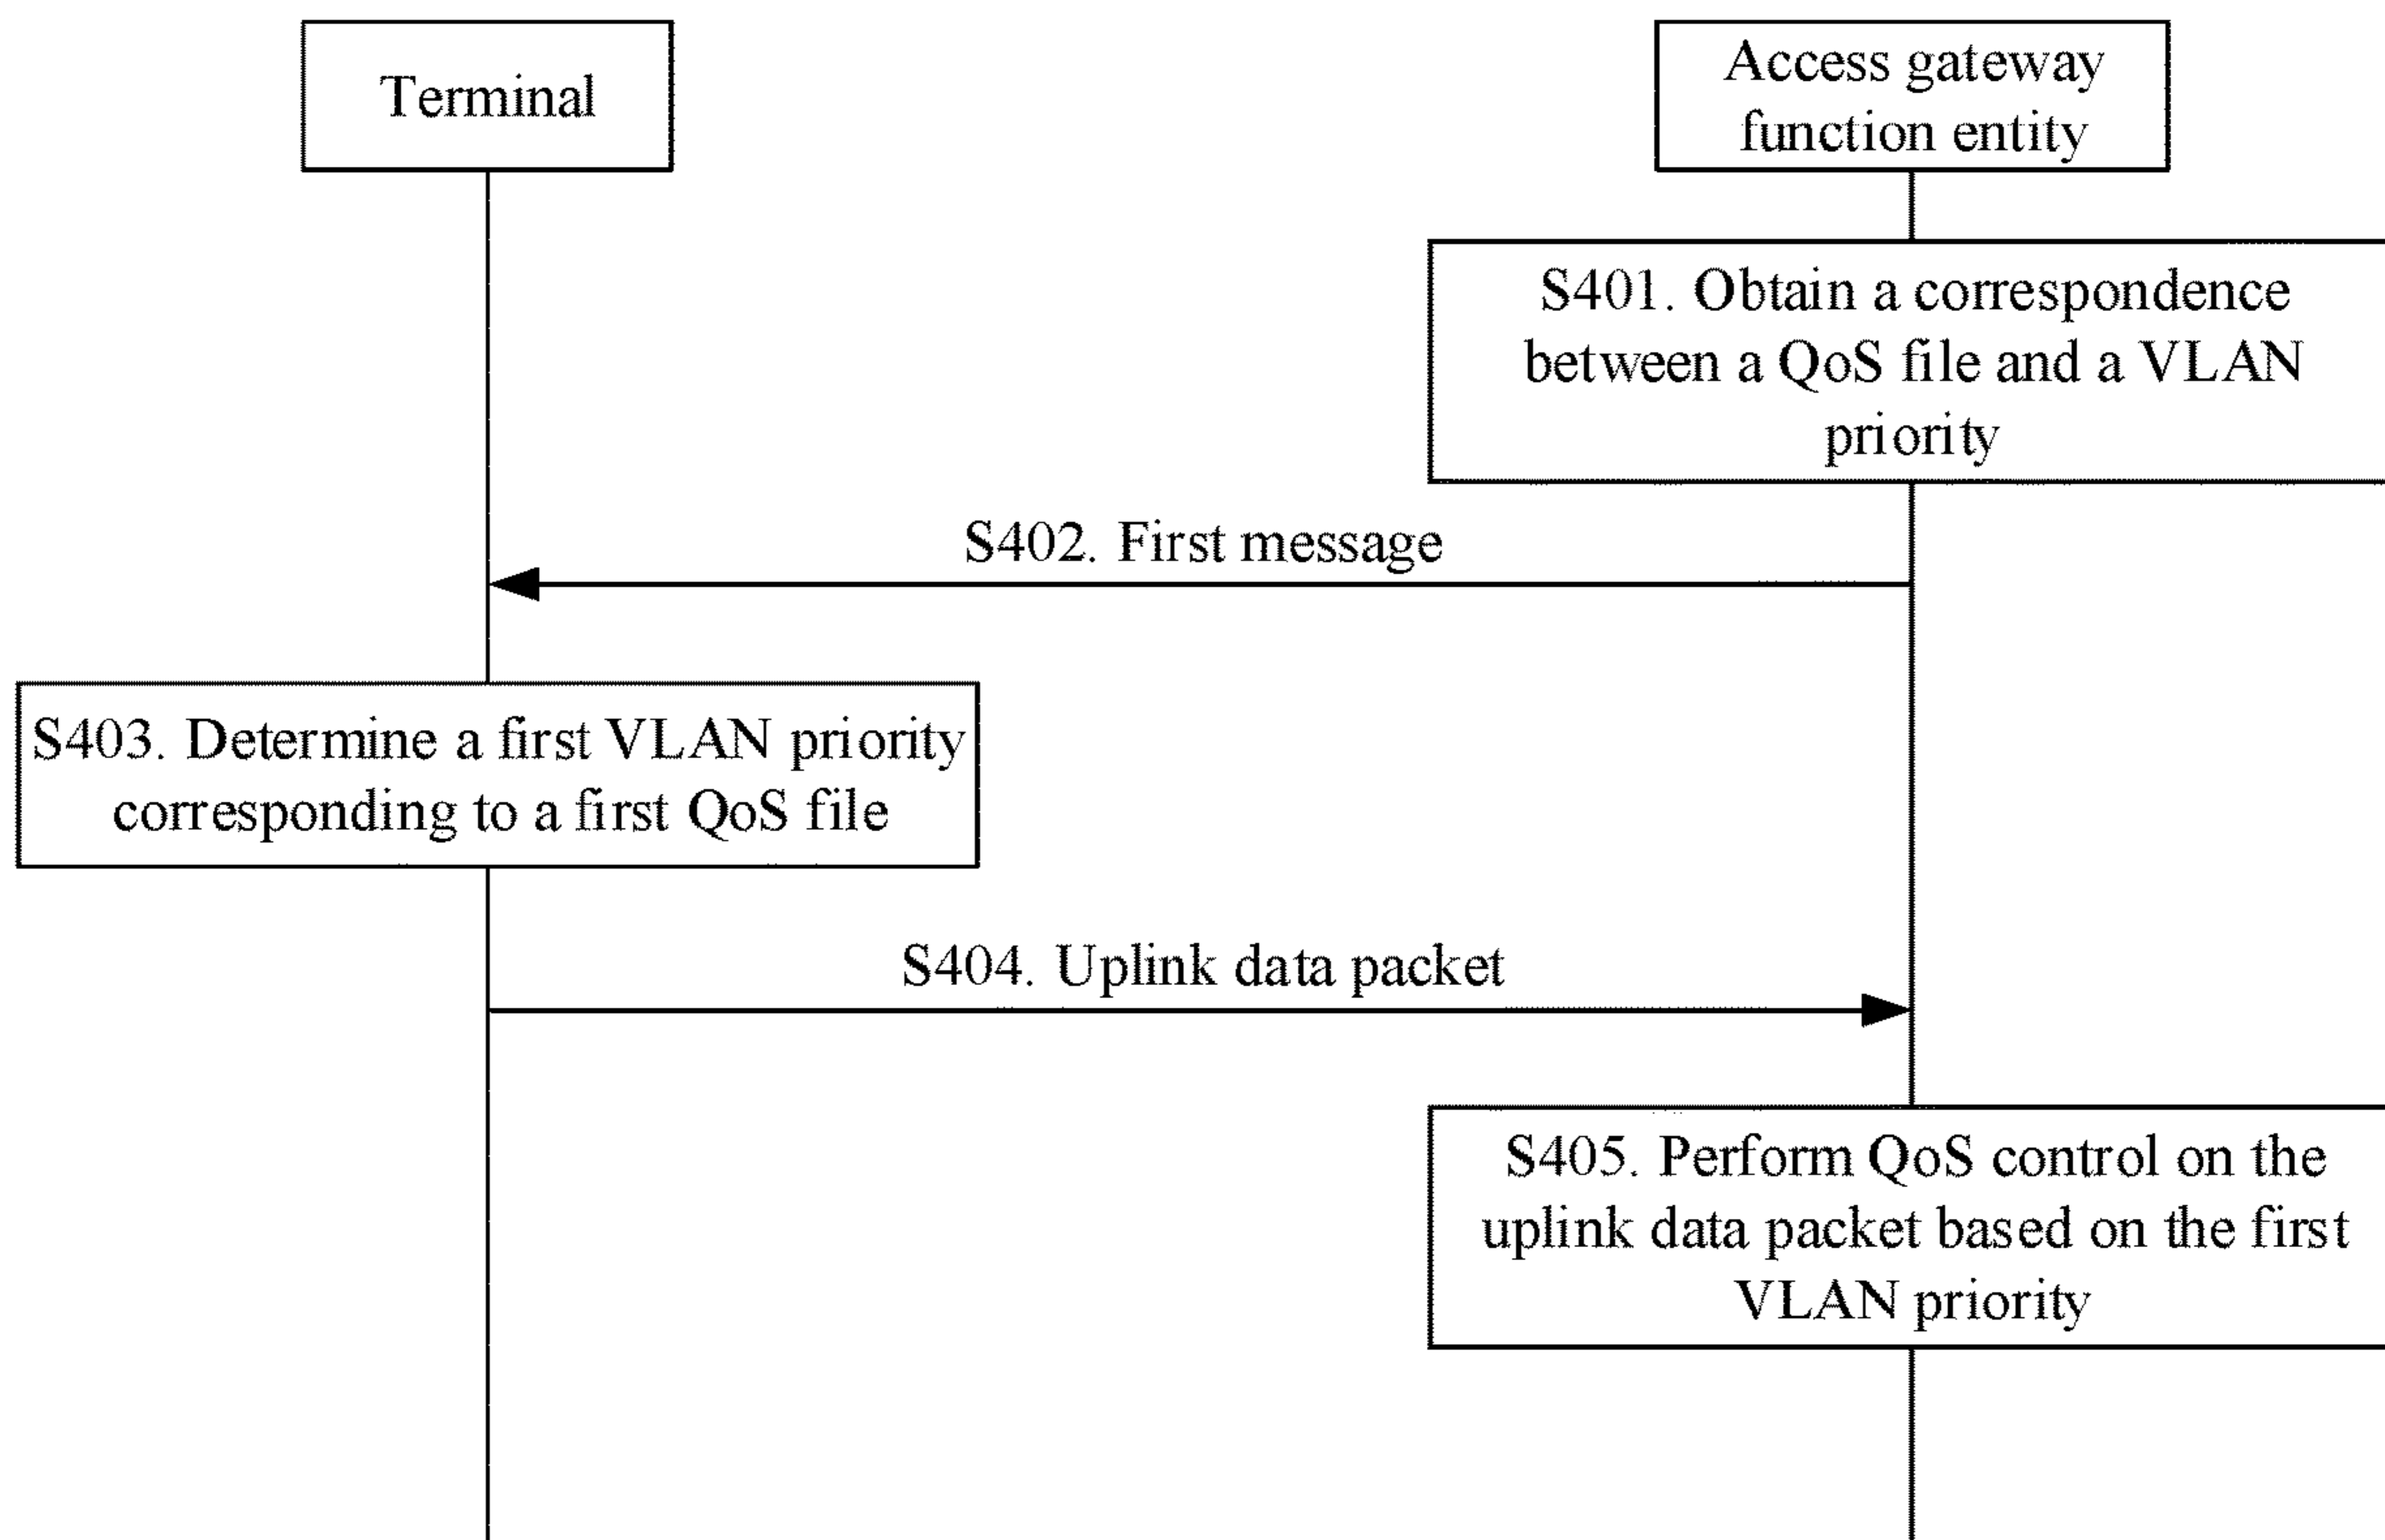 Terminal
Access gateway
function entity
S401. Obtain a correspondence
between a QoS file and a VLAN
priority
S402. First message
S403. Determine a first VLAN priority
corresponding to a first QoS file
S404. Uplink data packet
S405. Perform QoS control on the
uplink data packet based on the first
VLAN priority